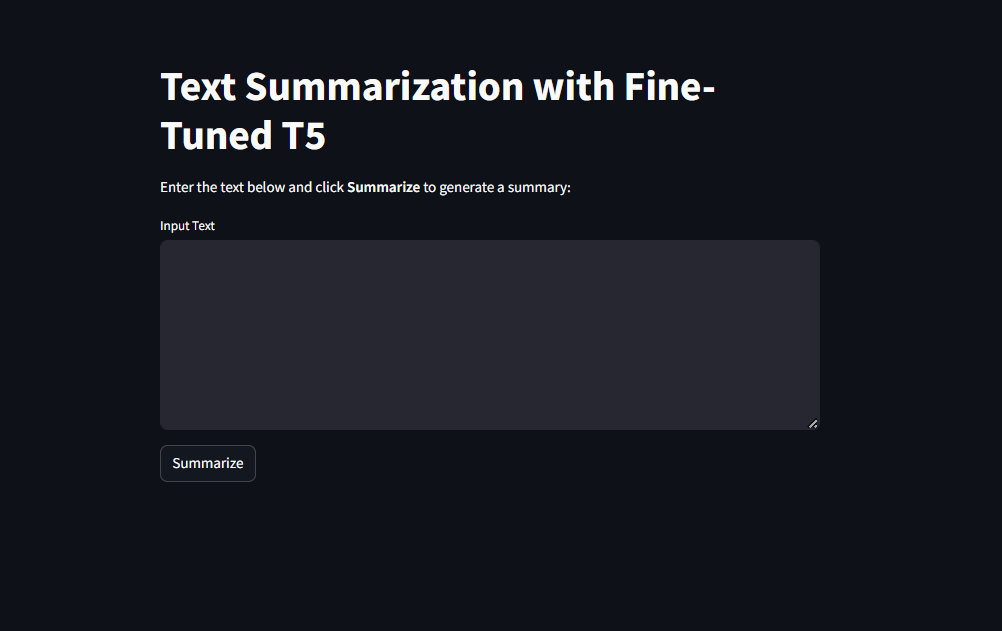 Text Summarization with Fine-
Tuned T5
Enter the text below and click Summarize to generate a summary:
Input Text
Summarize